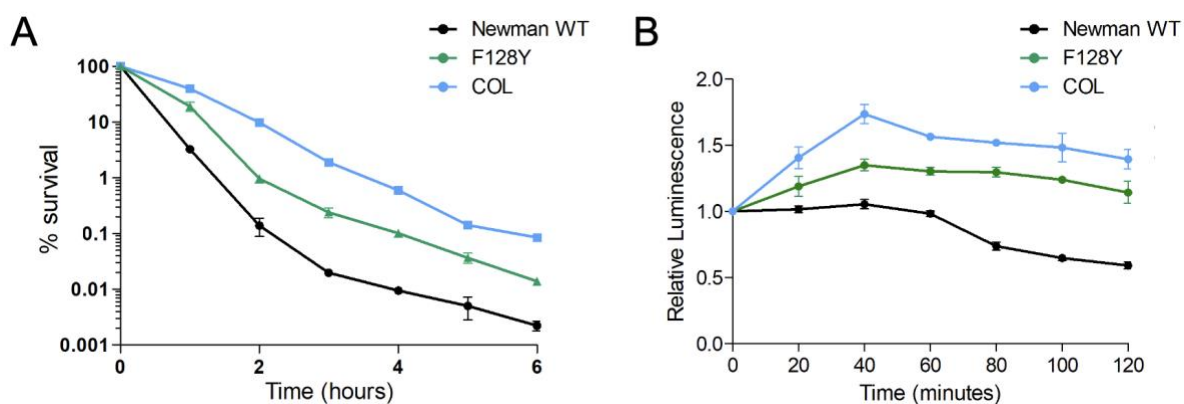 A
Newman WT
F128Y
COL
% survival
100
10
1
0.1
0.01
0.001
0
2
4
6
Time (hours)
B
Newman WT
F128Y
COL
Relative Luminescence
2.0
1.5
1.0
0.5
0.0
0
20
40
60
80
100
120
Time (minutes)